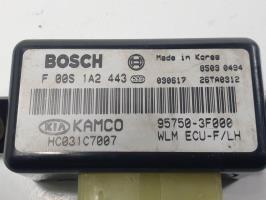 BOSCH
Made in Korea
0509 0494
F 00S 1A2 443
030617 26TA0312
KIA KAMCO 95750-3F000
HC031C7007 WLM ECU-F/LH